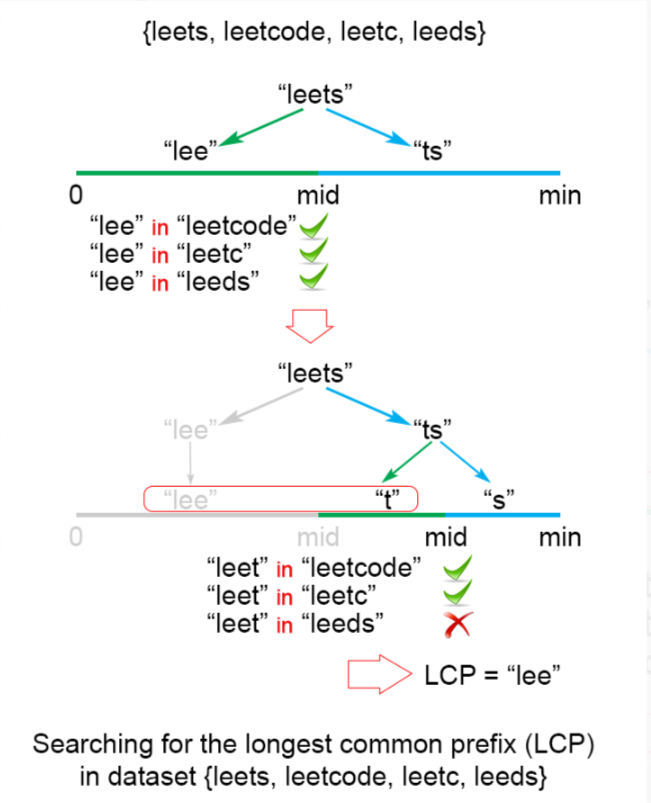 {leets, leetcode, leetc, leeds}
“leets”
“lee” “ts”
0 mid min
“lee” in “leetcode”
“lee” in “leetc”
“lee” in “leeds”
“leets”
“lee” “ts”
“lee” “t” “s”
0 mid mid min
“leet” in “leetcode”
“leet” in “leetc”
“leet” in “leeds”
LCP = “lee”
Searching for the longest common prefix (LCP)
in dataset {leets, leetcode, leetc, leeds}